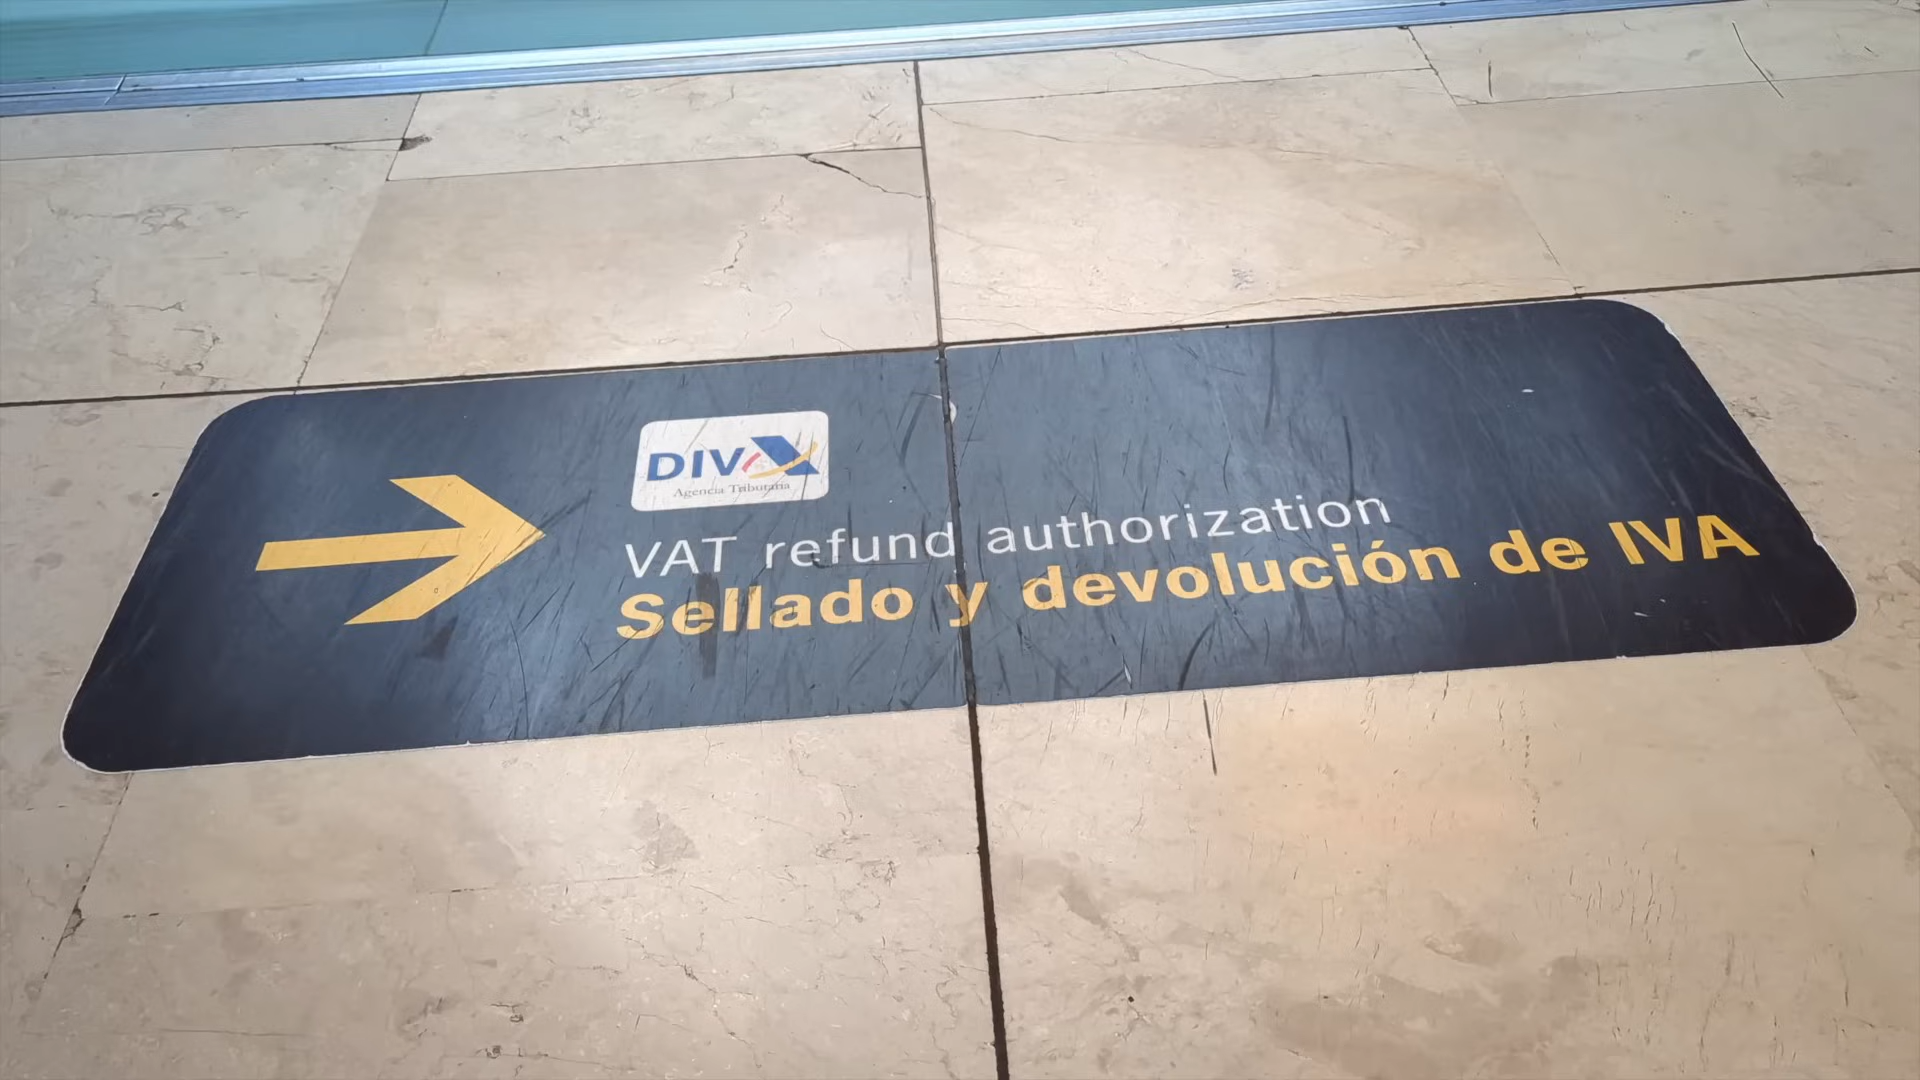 DIVA
Agencia Tributaria
VAT refund authorization
Sellado y devolución de IVA